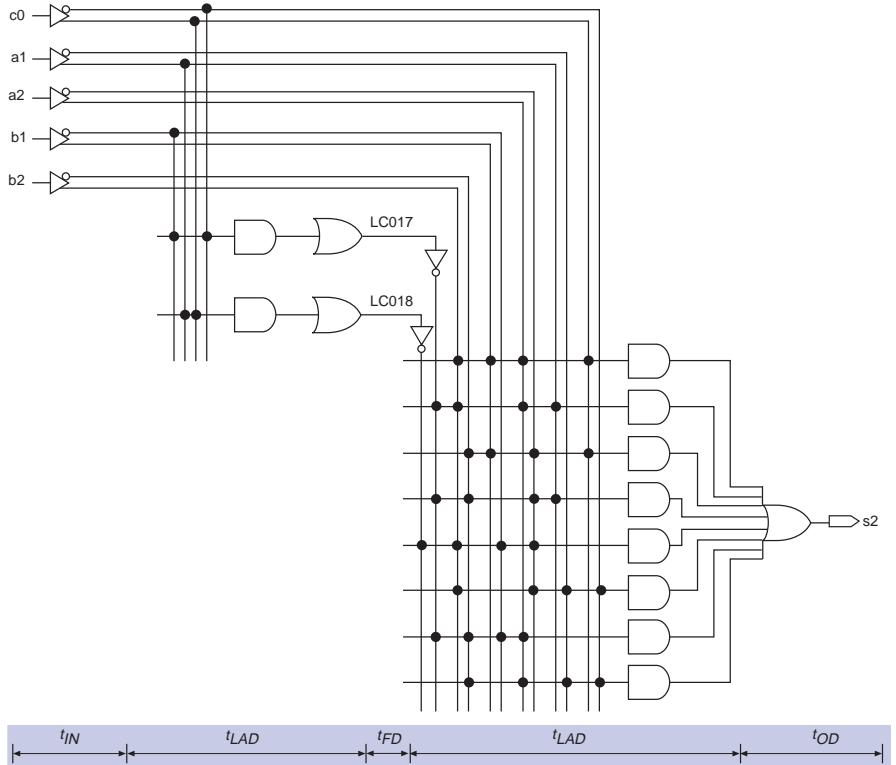 c0
a1
a2
b1
b2
LC017
LC018
s2
tIN
tLAD
tFD
tLAD
tOD